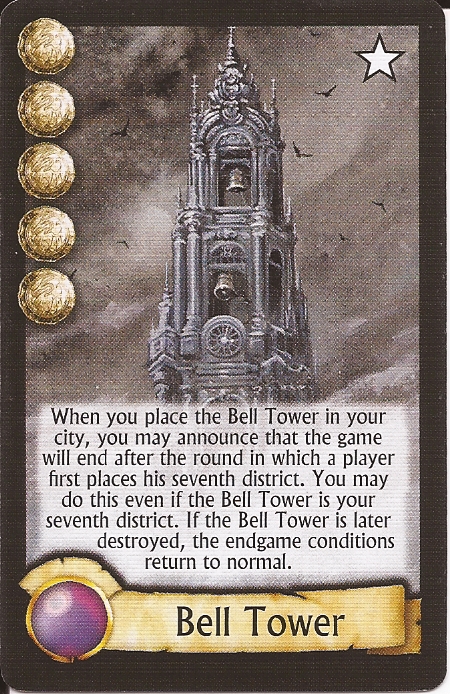 When you place the Bell Tower in your
city, you may announce that the game
will end after the round in which a player
first places his seventh district. You may
do this even if the Bell Tower is your
seventh district. If the Bell Tower is later
destroyed, the endgame conditions
return to normal.
Bell Tower